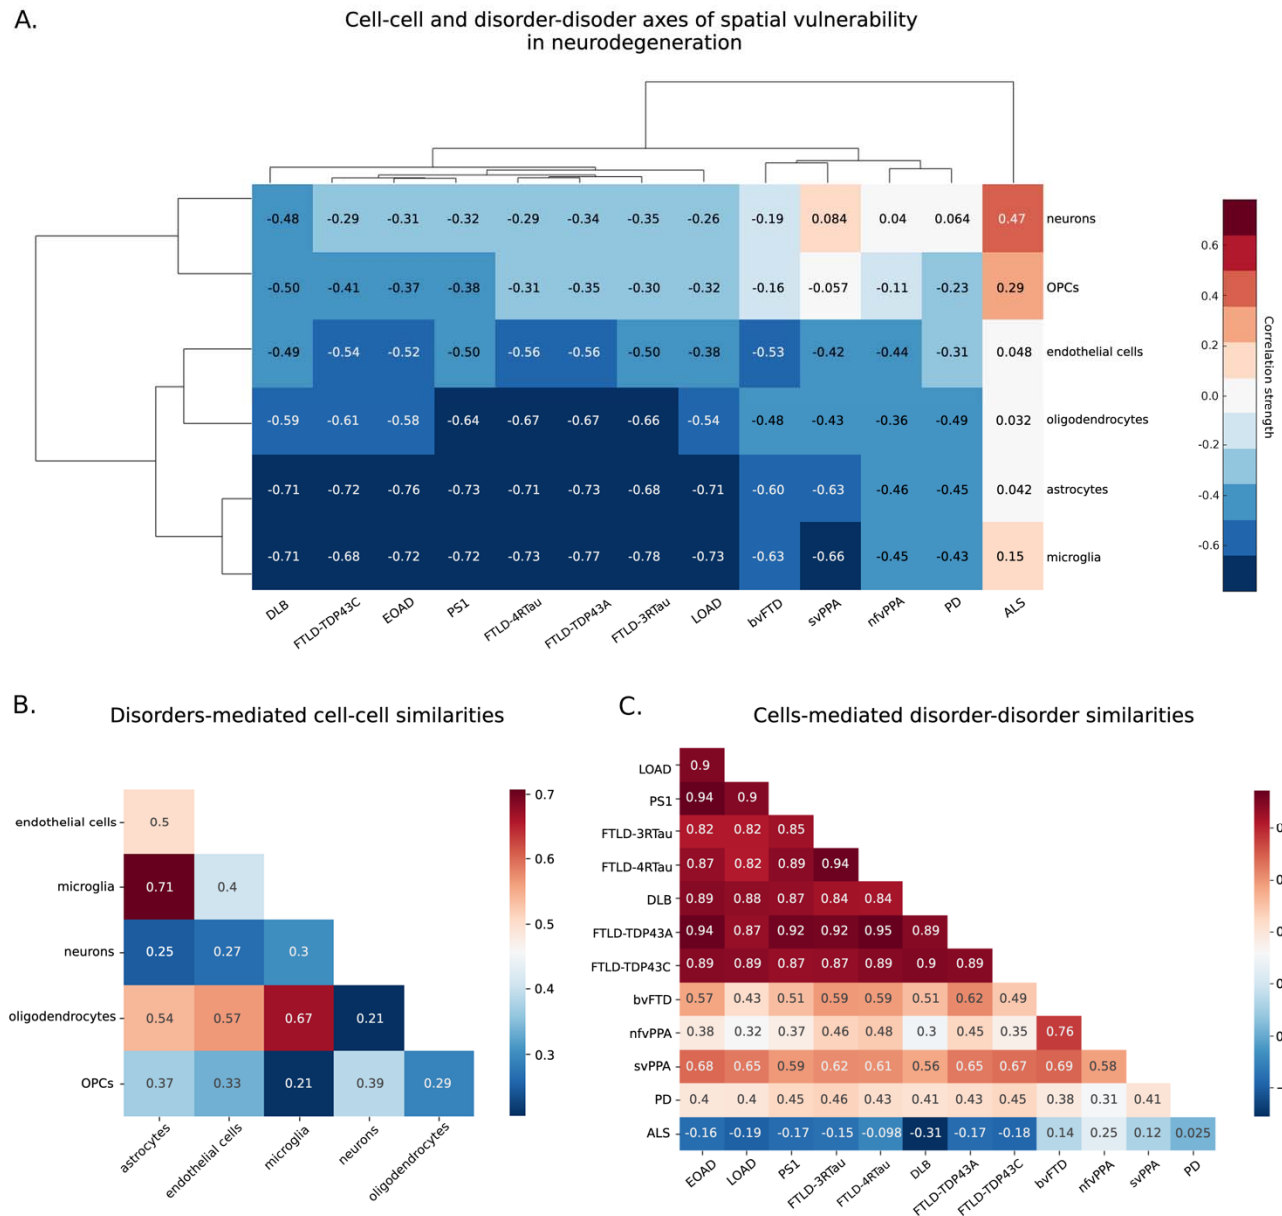 A.
Cell-cell and disorder-disoder axes of spatial vulnerability
in neurodegeneration
-0.48 -0.29 -0.31 -0.32 -0.29 -0.34 -0.35 -0.26 -0.19 0.084 0.04 0.064 0.47 neurons
-0.50 -0.41 -0.37 -0.38 -0.31 -0.35 -0.30 -0.32 -0.16 -0.057 -0.11 -0.23 0.29 OPCs
-0.49 -0.54 -0.52 -0.50 -0.56 -0.56 -0.50 -0.38 -0.53 -0.42 -0.44 -0.31 0.048 endothelial cells
-0.59 -0.61 -0.58 -0.64 -0.67 -0.67 -0.66 -0.54 -0.48 -0.43 -0.36 -0.49 0.032 oligodendrocytes
-0.71 -0.72 -0.76 -0.73 -0.71 -0.73 -0.68 -0.71 -0.60 -0.63 -0.46 -0.45 0.042 astrocytes
-0.71 -0.68 -0.72 -0.72 -0.73 -0.77 -0.78 -0.73 -0.63 -0.66 -0.45 -0.43 0.15 microglia
DLB FTLD-TDP43C EOAD PS1 FTLD-4RTau FTLD-TDP43A FTLD-3RTau LOAD bvFTD svPPA nfvPPA PD ALS
0.6
0.4
0.2
0.0
-0.2
-0.4
-0.6
Correlation strength
B.
Disorders-mediated cell-cell similarities
endothelial cells 0.5
microglia 0.71 0.4
neurons 0.25 0.27 0.3
oligodendrocytes 0.54 0.57 0.67 0.21
OPCs 0.37 0.33 0.21 0.39 0.29
astrocytes endothelial cells microglia neurons oligodendrocytes
0.7
0.6
0.5
0.4
0.3
C.
Cells-mediated disorder-disorder similarities
LOAD 0.9
PS1 0.94 0.9
FTLD-3RTau 0.82 0.82 0.85
FTLD-4RTau 0.87 0.82 0.89 0.94
DLB 0.89 0.88 0.87 0.84 0.84
FTLD-TDP43A 0.94 0.87 0.92 0.92 0.95 0.89
FTLD-TDP43C 0.89 0.89 0.87 0.87 0.89 0.9 0.89
bvFTD 0.57 0.43 0.51 0.59 0.59 0.51 0.62 0.49
nfvPPA 0.38 0.32 0.37 0.46 0.48 0.3 0.45 0.35 0.76
svPPA 0.68 0.65 0.59 0.62 0.61 0.56 0.65 0.67 0.69 0.58
PD 0.4 0.4 0.45 0.46 0.43 0.41 0.43 0.45 0.38 0.31 0.41
ALS -0.16 -0.19 -0.17 -0.15 -0.098 -0.31 -0.17 -0.18 0.14 0.25 0.12 0.025
EOAD LOAD PS1 FTLD-3RTau FTLD-4RTau DLB FTLD-TDP43A FTLD-TDP43C bvFTD nfvPPA svPPA PD